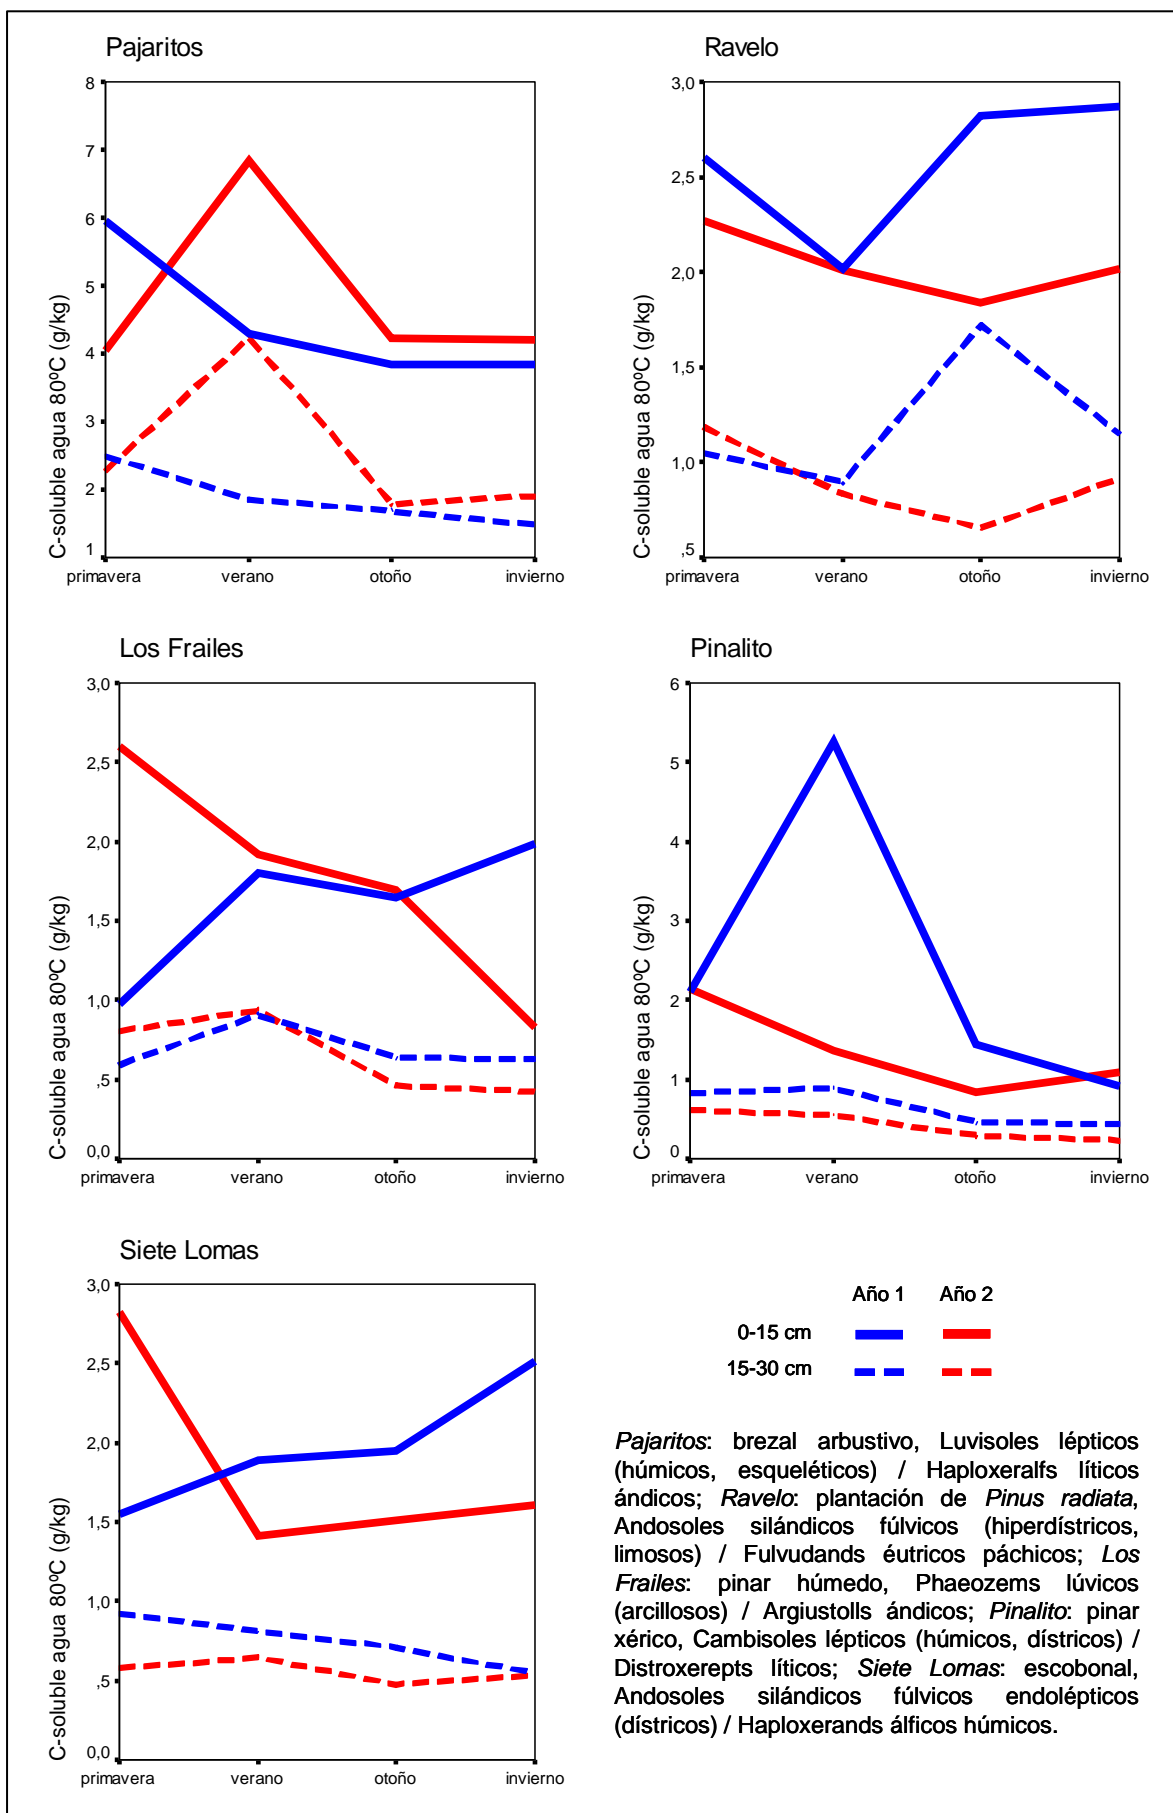 Pajaritos
8
7
6
5
4
3
2
1
C-soluble agua 80ºC (g/kg)
primavera verano otoño invierno
Ravelo
3,0
2,5
2,0
1,5
1,0
,5
C-soluble agua 80ºC (g/kg)
primavera verano otoño invierno
Los Frailes
3,0
2,5
2,0
1,5
1,0
,5
0,0
C-soluble agua 80ºC (g/kg)
primavera verano otoño invierno
Pinalito
6
5
4
3
2
1
0
C-soluble agua 80ºC (g/kg)
primavera verano otoño invierno
Siete Lomas
3,0
2,5
2,0
1,5
1,0
,5
0,0
C-soluble agua 80ºC (g/kg)
primavera verano otoño invierno
Año 1 Año 2
0-15 cm
15-30 cm
Pajaritos: brezal arbustivo, Luvisoles lépticos
(húmicos, esqueléticos) / Haploxeralfs líticos
ándicos; Ravelo: plantación de Pinus radiata,
Andosoles silándicos fúlvicos (hiperdístricos,
limosos) / Fulvudands éutricos páchicos; Los
Frailes: pinar húmedo, Phaeozems lúvicos
(arcillosos) / Argiustolls ándicos; Pinalito: pinar
xérico, Cambisoles lépticos (húmicos, dístricos) /
Distroxerepts líticos; Siete Lomas: escobonal,
Andosoles silándicos fúlvicos endolépticos
(dístricos) / Haploxerands álficos húmicos.